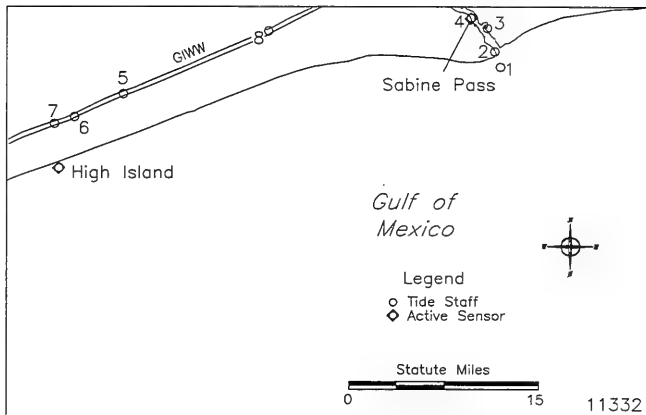 4
3
2
1
Sabine Pass
8
GIWW
5
7
6
High Island
Gulf of
Mexico
Legend
Tide Staff
Active Sensor
Statute Miles
0 15
11332